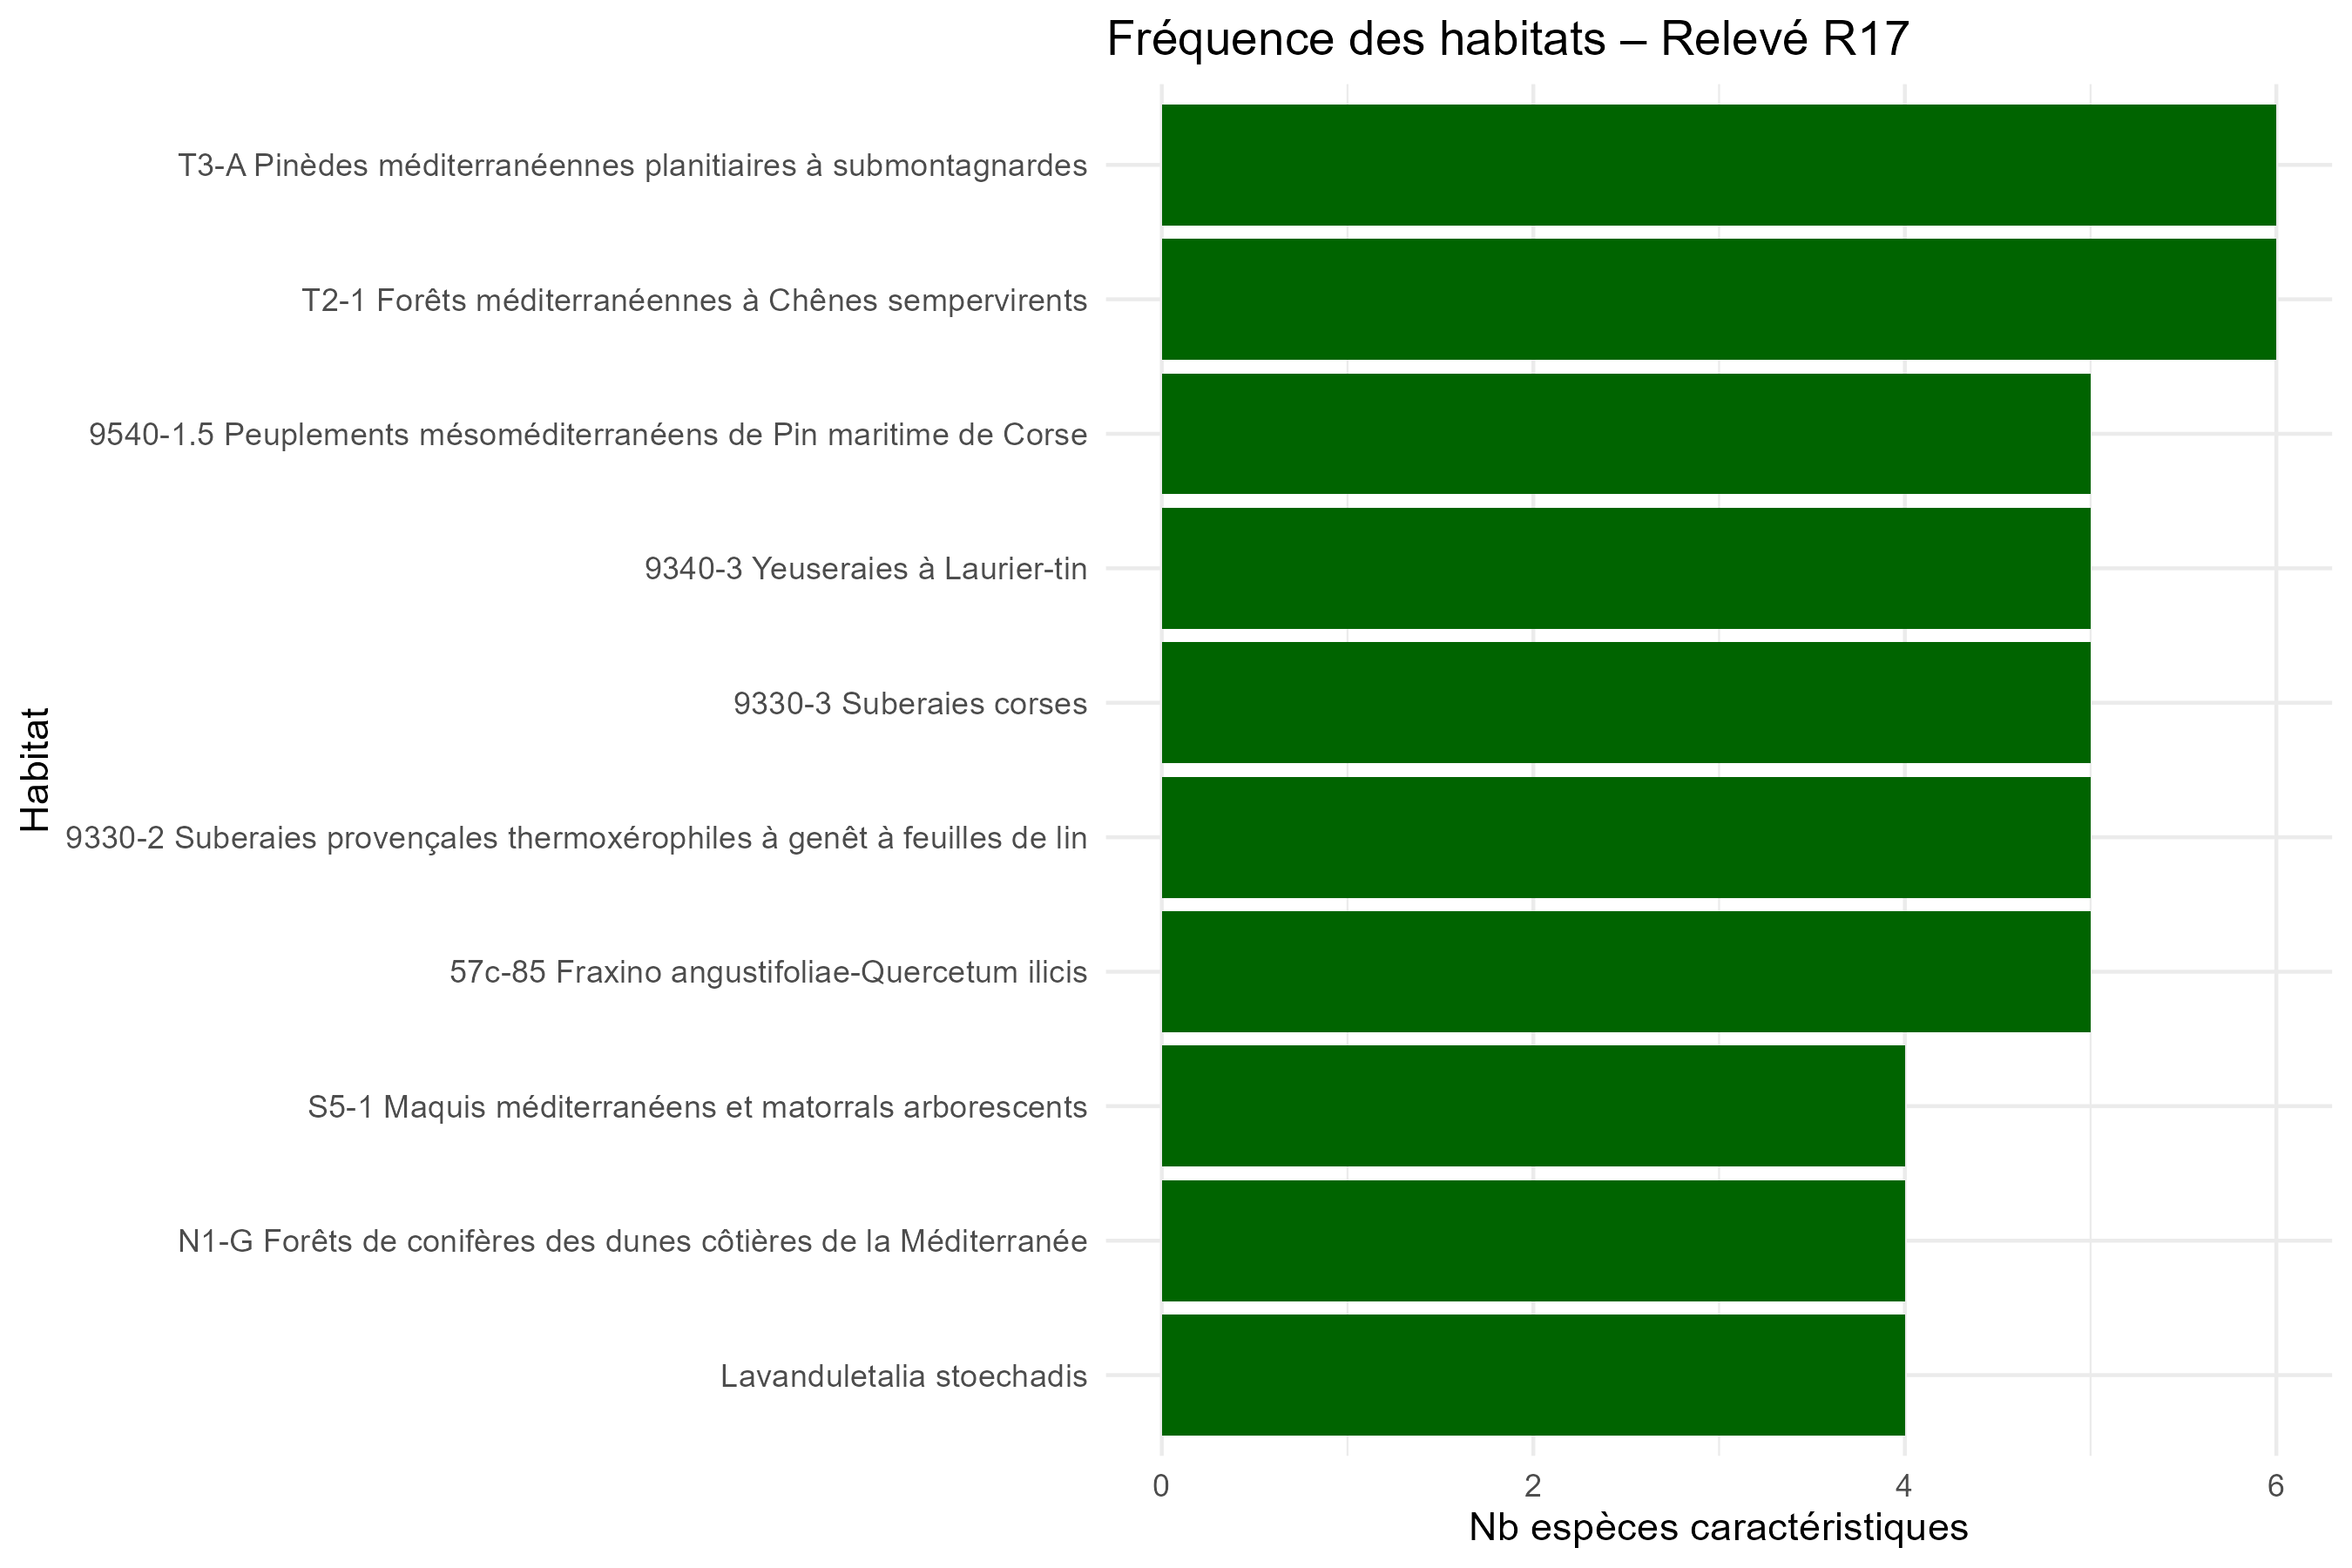 Fréquence des habitats – Relevé R17
T3-A Pinèdes méditerranéennes planitiaires à submontagnardes
T2-1 Forêts méditerranéennes à Chênes sempervirents
9540-1.5 Peuplements mésoméditerranéens de Pin maritime de Corse
9340-3 Yeuseraies à Laurier-tin
9330-3 Suberaies corses
Habitat
9330-2 Suberaies provençales thermoxérophiles à genêt à feuilles de lin
57c-85 Fraxino angustifoliae-Quercetum ilicis
S5-1 Maquis méditerranéens et matorrals arborescents
N1-G Forêts de conifères des dunes côtières de la Méditerranée
Lavanduletalia stoechadis
0 2 4 6
Nb espèces caractéristiques